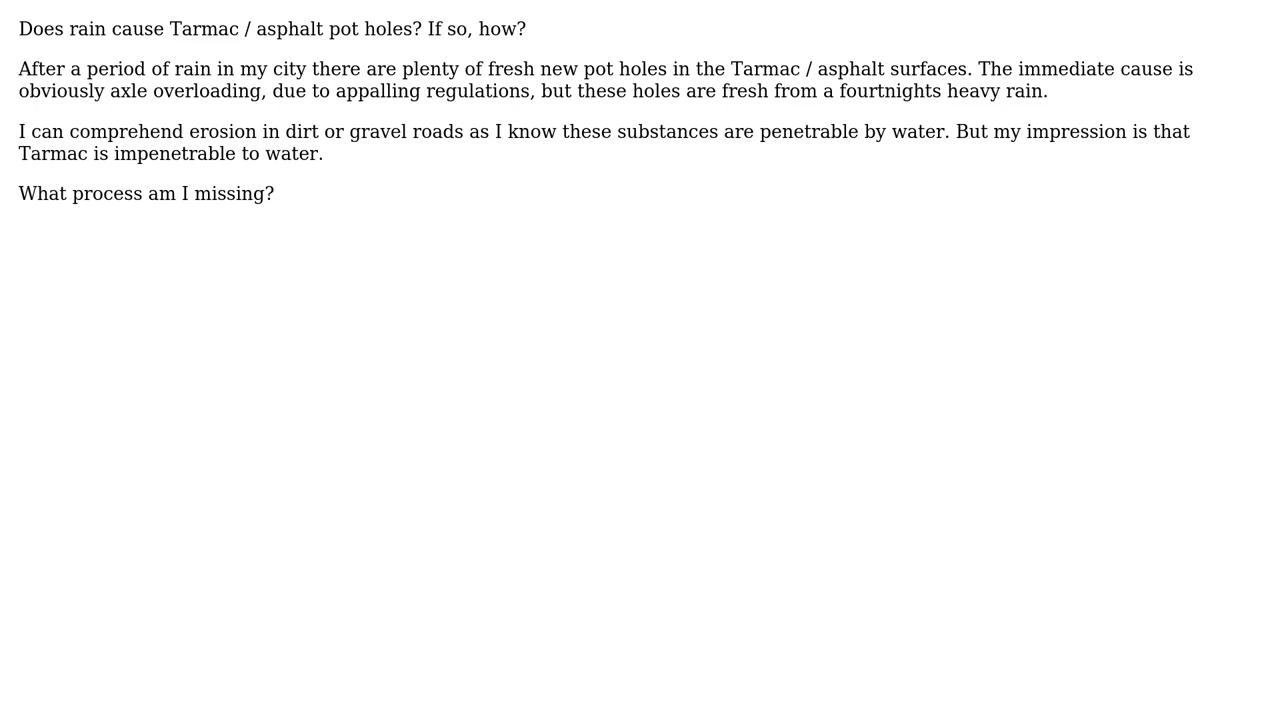 Does rain cause Tarmac / asphalt pot holes? If so, how?
After a period of rain in my city there are plenty of fresh new pot holes in the Tarmac / asphalt surfaces. The immediate cause is
obviously axle overloading, due to appalling regulations, but these holes are fresh from a fourtnights heavy rain.
I can comprehend erosion in dirt or gravel roads as I know these substances are penetrable by water. But my impression is that
Tarmac is impenetrable to water.
What process am I missing?